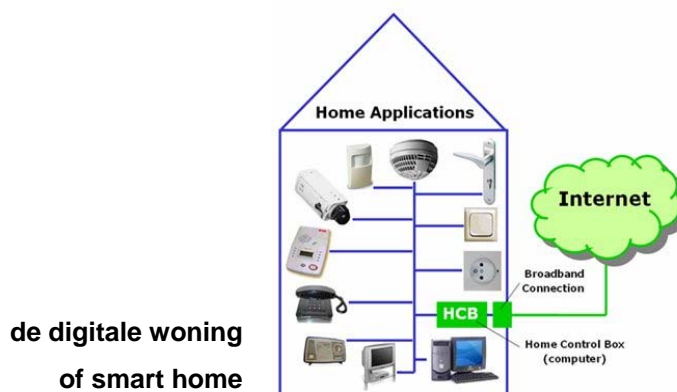 Home Applications
Internet
Broadband
Connection
HCB
Home Control Box
(computer)
de digitale woning
of smart home